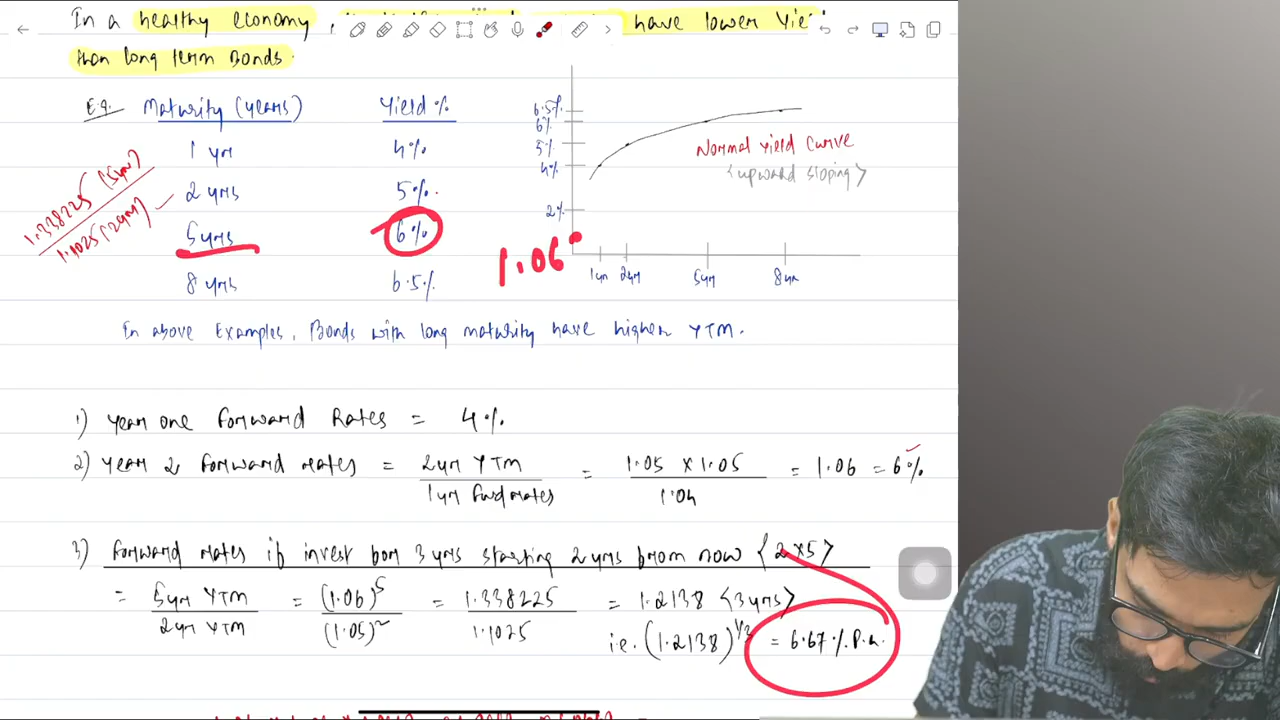 In a healthy economy, have lower Yiel
than long term Bonds.
E.g. Maturity (years) Yield %
1 yr 4%
2 yrs 5%.
5 yrs 6%
8 yrs 6.5%
1.338225 (5yr)
1.1025 (2yr)
1.06
6.5%
6%
5%
4%
2%
Normal yield curve
{upward sloping}
1yr 2yr 5yr 8yr
In above Examples, Bonds with long maturity have higher YTM.
1) year one forward Rates = 4%.
2) year 2 forward rates = 2yr YTM / 1yr fwd rates = 1.05 x 1.05 / 1.04 = 1.06 = 6%
3) forward rates if invest for 3 yrs starting 2 yrs from now {2x5}
= 5yr YTM / 2yr YTM = (1.06)^5 / (1.05)^2 = 1.338225 / 1.1025 = 1.2138 {3yrs}
i.e. (1.2138)^1/3 = 6.67%. P.a.